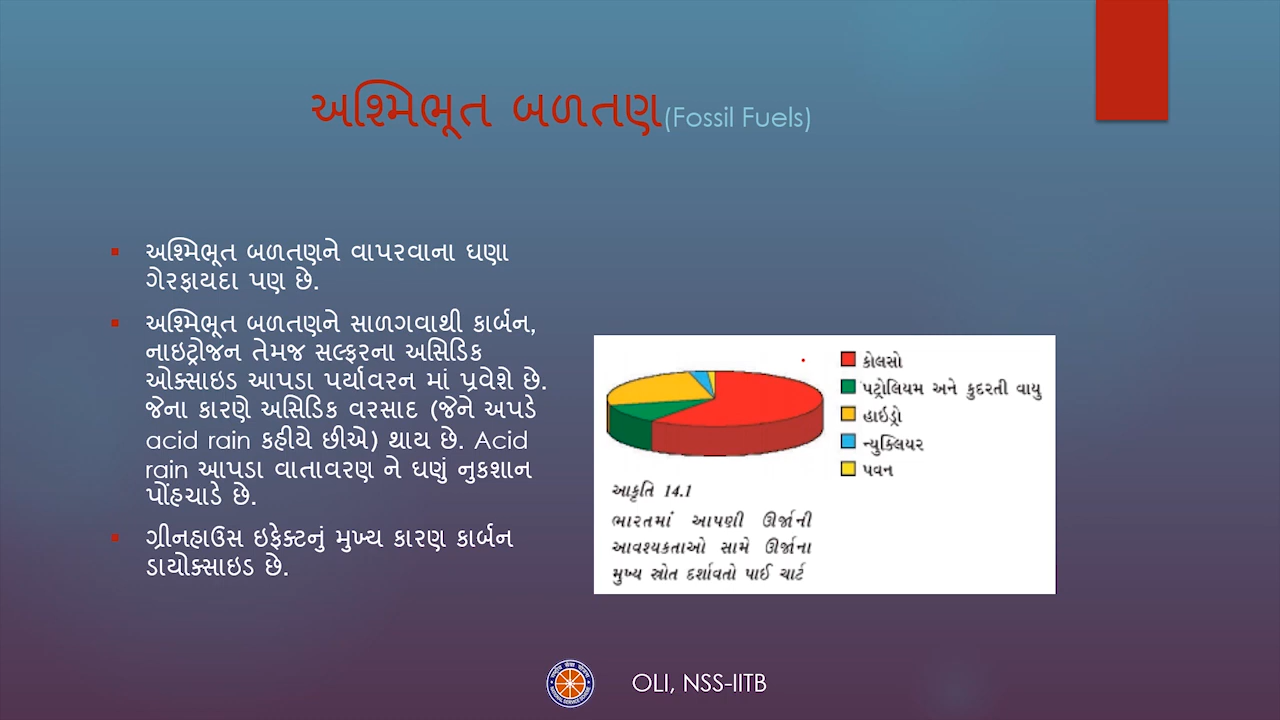 અશ્મિભૂત બળતણ(Fossil Fuels)
અશ્મિભૂત બળતણને વાપરવાના ઘણા
ગેરફાયદા પણ છે.
અશ્મિભૂત બળતણને સાળગવાથી કાર્બન,
નાઇટ્રોજન તેમજ સલ્ફરના અસિડિક
ઓક્સાઇડ આપડા પર્યાવરન માં પ્રવેશે છે.
જેના કારણે અસિડિક વરસાદ (જેને અપડે
acid rain કહીયે છીએ) થાય છે. Acid
rain આપડા વાતાવરણ ને ઘણું નુકશાન
પોંહચાડે છે.
ગ્રીનહાઉસ ઇફેક્ટનું મુખ્ય કારણ કાર્બન
ડાયોક્સાઇડ છે.
કોલસો
પેટ્રોલિયમ અને કુદરતી વાયુ
હાઈડ્રો
ન્યુક્લિયર
પવન
આકૃતિ 14.1
ભારતમાં આપણી ઊર્જાની
આવશ્યકતાઓ સામે ઊર્જાના
મુખ્ય સ્રોત દર્શાવતો પાઈ ચાર્ટ
OLI, NSS-IITB